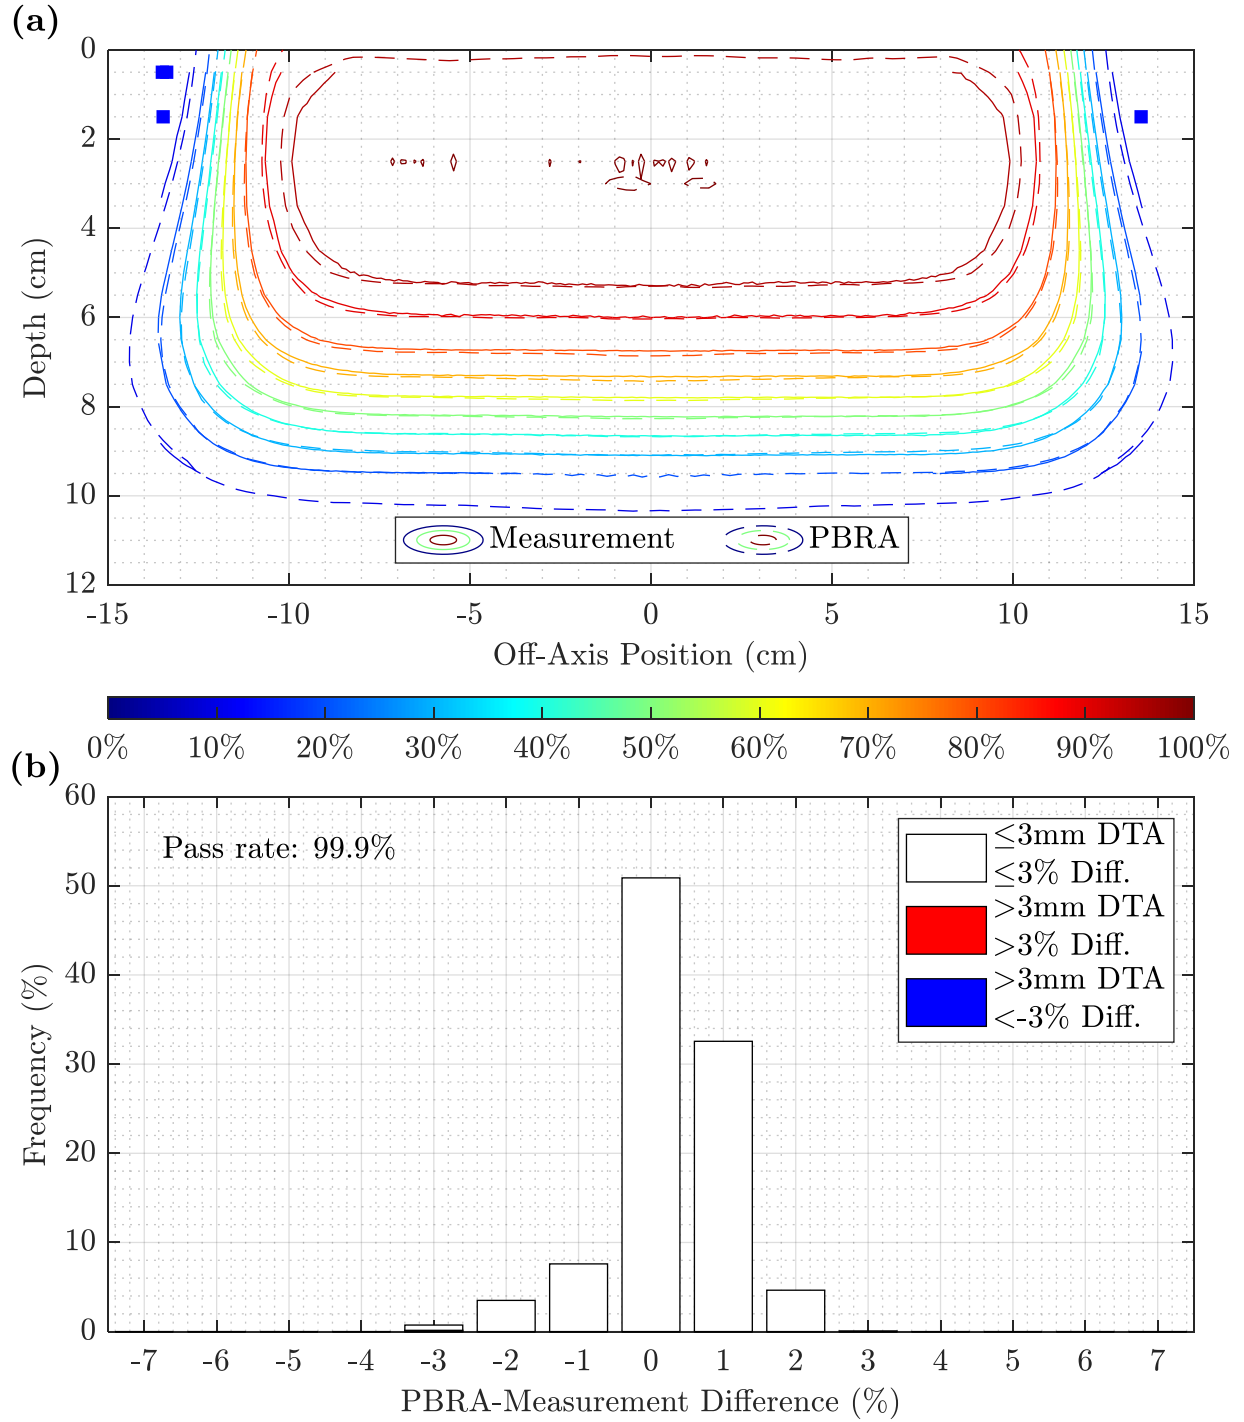 (a)
0
2
4
6
8
10
12
Depth (cm)
Measurement PBRA
-15 -10 -5 0 5 10 15
Off-Axis Position (cm)
0% 10% 20% 30% 40% 50% 60% 70% 80% 90% 100%
(b)
60
50
40
30
20
10
0
Frequency (%)
Pass rate: 99.9%
≤3mm DTA
≤3% Diff.
>3mm DTA
>3% Diff.
>3mm DTA
<-3% Diff.
-7 -6 -5 -4 -3 -2 -1 0 1 2 3 4 5 6 7
PBRA-Measurement Difference (%)